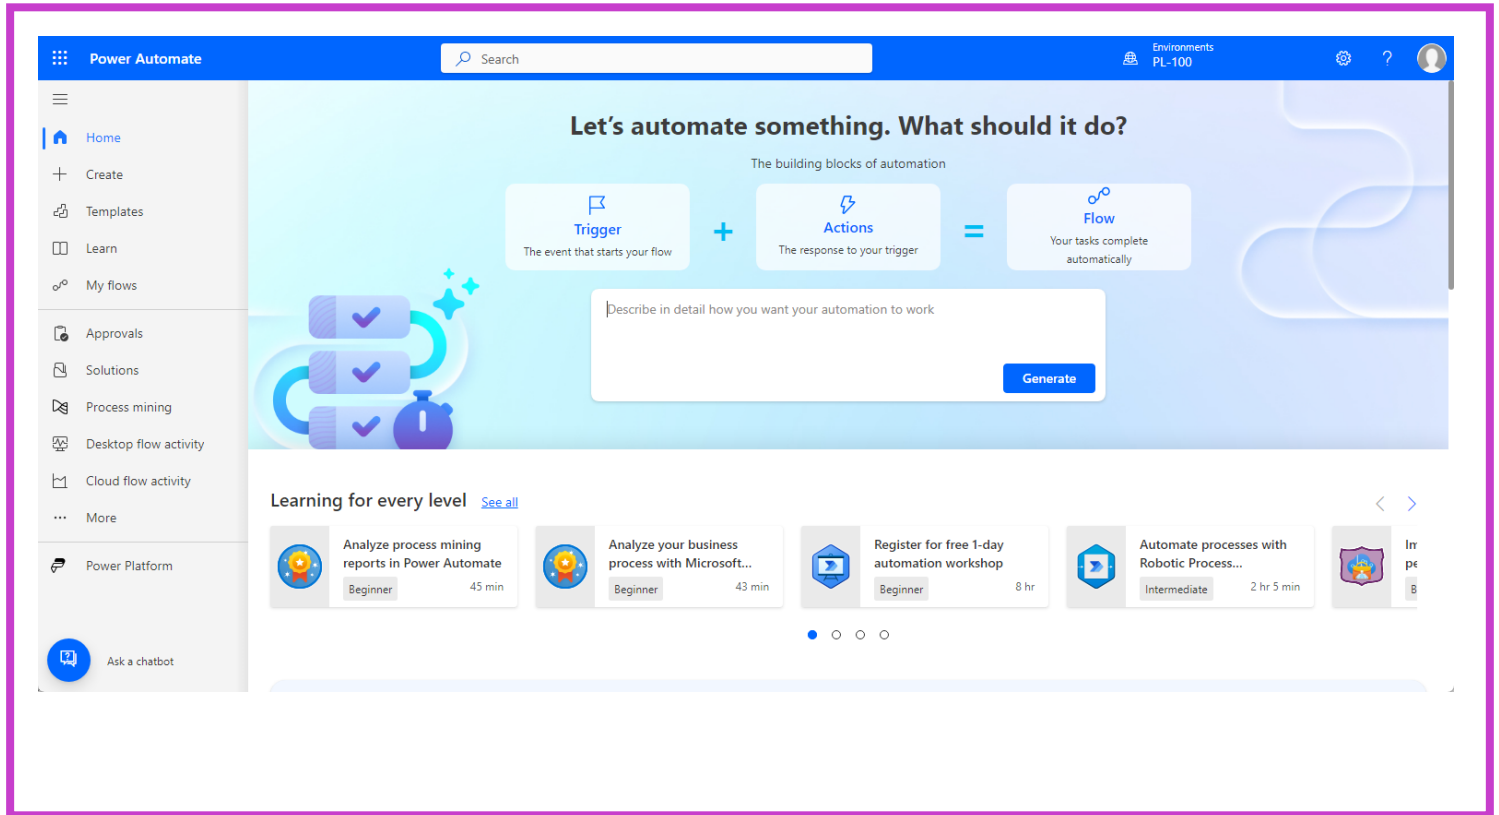 Power Automate
Search
Environments
PL-100
?
Home
Create
Templates
Learn
My flows
Approvals
Solutions
Process mining
Desktop flow activity
Cloud flow activity
More
Power Platform
Ask a chatbot
Let's automate something. What should it do?
The building blocks of automation
Trigger
The event that starts your flow
+
Actions
The response to your trigger
=
Flow
Your tasks complete
automatically
Describe in detail how you want your automation to work
Generate
Learning for every level See all
Analyze process mining
reports in Power Automate
Beginner 45 min
Analyze your business
process with Microsoft...
Beginner 43 min
Register for free 1-day
automation workshop
Beginner 8 hr
Automate processes with
Robotic Process...
Intermediate 2 hr 5 min